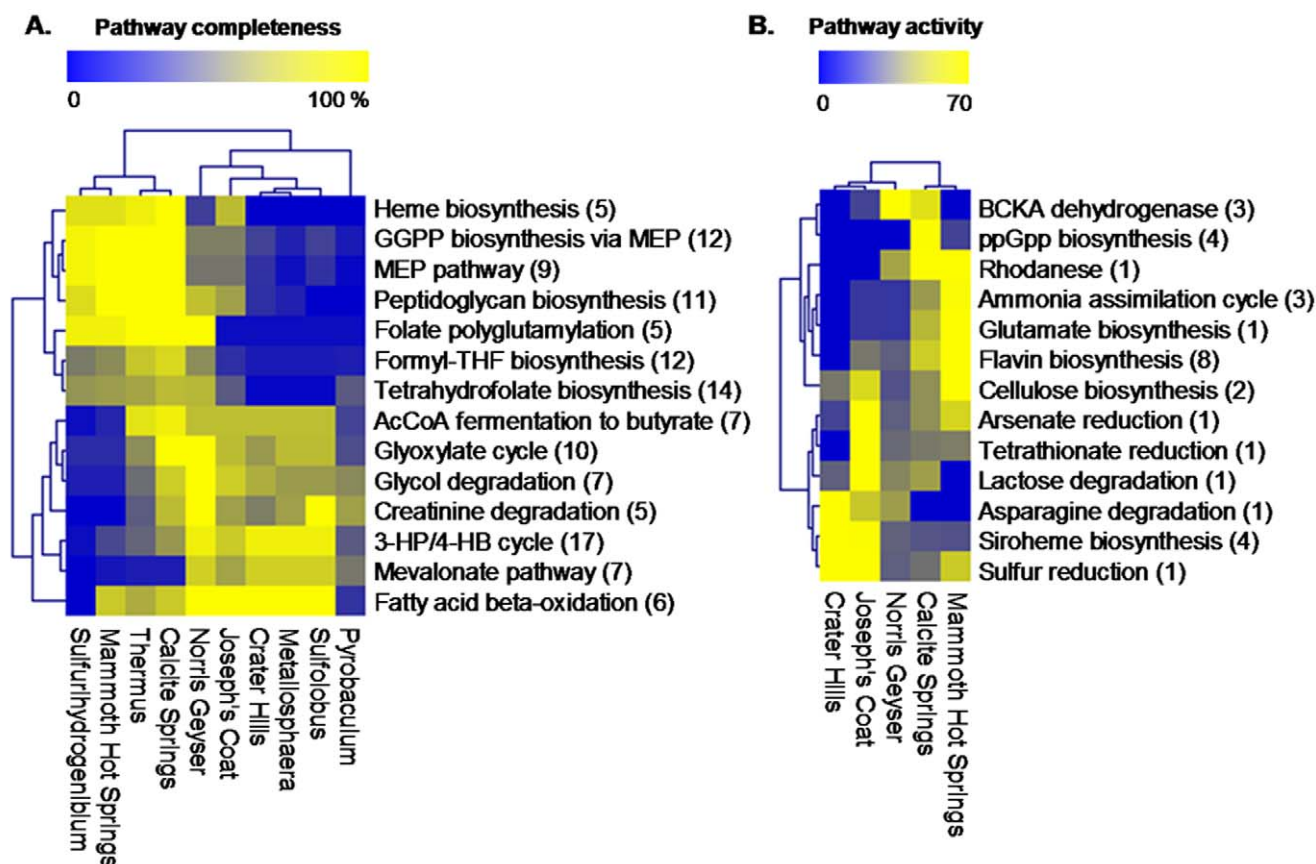 A. Pathway completeness
0 100 %
Heme biosynthesis (5)
GGPP biosynthesis via MEP (12)
MEP pathway (9)
Peptidoglycan biosynthesis (11)
Folate polyglutamylation (5)
Formyl-THF biosynthesis (12)
Tetrahydrofolate biosynthesis (14)
AcCoA fermentation to butyrate (7)
Glyoxylate cycle (10)
Glycol degradation (7)
Creatinine degradation (5)
3-HP/4-HB cycle (17)
Mevalonate pathway (7)
Fatty acid beta-oxidation (6)
Sulfurihydrogenibium
Mammoth Hot Springs
Thermus
Calcite Springs
Norris Geyser
Joseph's Coat
Crater Hills
Metallosphaera
Sulfolobus
Pyrobaculum
B. Pathway activity
0 70
BCKA dehydrogenase (3)
ppGpp biosynthesis (4)
Rhodanese (1)
Ammonia assimilation cycle (3)
Glutamate biosynthesis (1)
Flavin biosynthesis (8)
Cellulose biosynthesis (2)
Arsenate reduction (1)
Tetrathionate reduction (1)
Lactose degradation (1)
Asparagine degradation (1)
Siroheme biosynthesis (4)
Sulfur reduction (1)
Crater Hills
Joseph's Coat
Norris Geyser
Calcite Springs
Mammoth Hot Springs